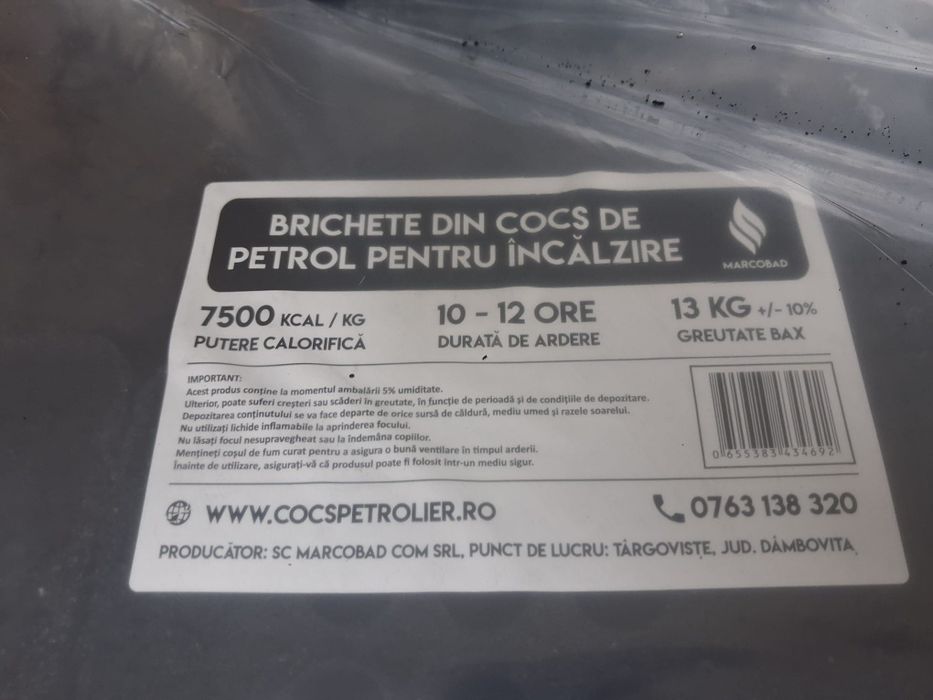 BRICHETE DIN COCS DE
PETROL PENTRU ÎNCĂLZIRE
MARCOBAD
7500 KCAL / KG
PUTERE CALORIFICĂ
10 - 12 ORE
DURATĂ DE ARDERE
13 KG +/- 10%
GREUTATE BAX
IMPORTANT:
Acest produs conține la momentul ambalării 5% umiditate.
Ulterior, poate suferi creșteri sau scăderi în greutate, în funcție de perioadă și de condițiile de depozitare.
Depozitarea conținutului se va face departe de orice sursă de căldură, mediu umed și razele soarelui.
Nu utilizați lichide inflamabile la aprinderea focului.
Nu lăsați focul nesupravegheat sau la îndemâna copiilor.
Mențineți coșul de fum curat pentru a asigura o bună ventilare în timpul arderii.
Înainte de utilizare, asigurați-vă că produsul poate fi folosit într-un mediu sigur.
0 655383 434692
WWW.COCSPETROLIER.RO
0763 138 320
PRODUCĂTOR: SC MARCOBAD COM SRL, PUNCT DE LUCRU: TÂRGOVIȘTE, JUD. DÂMBOVIȚA